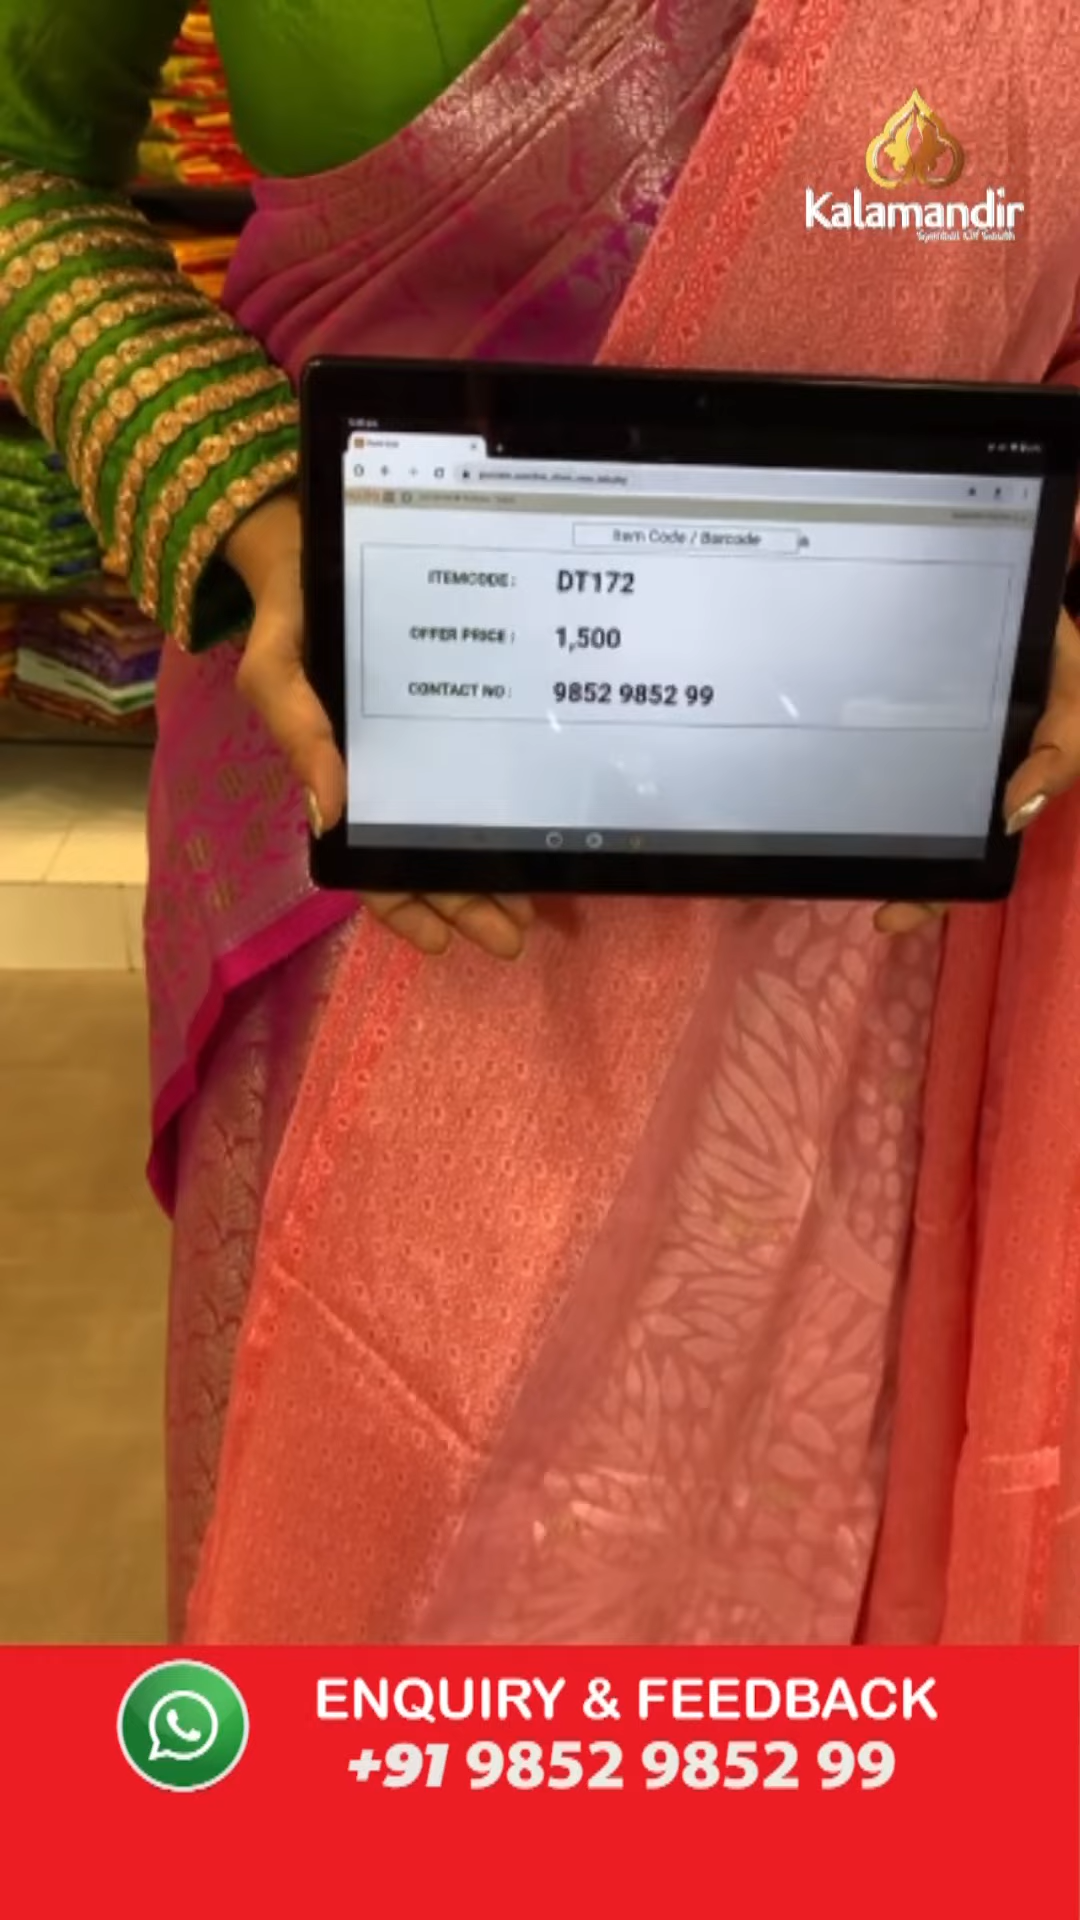 Kalamandir
Item Code / Barcode
ITEMCODE : DT172
OFFER PRICE : 1,500
CONTACT NO : 9852 9852 99
ENQUIRY & FEEDBACK
+91 9852 9852 99